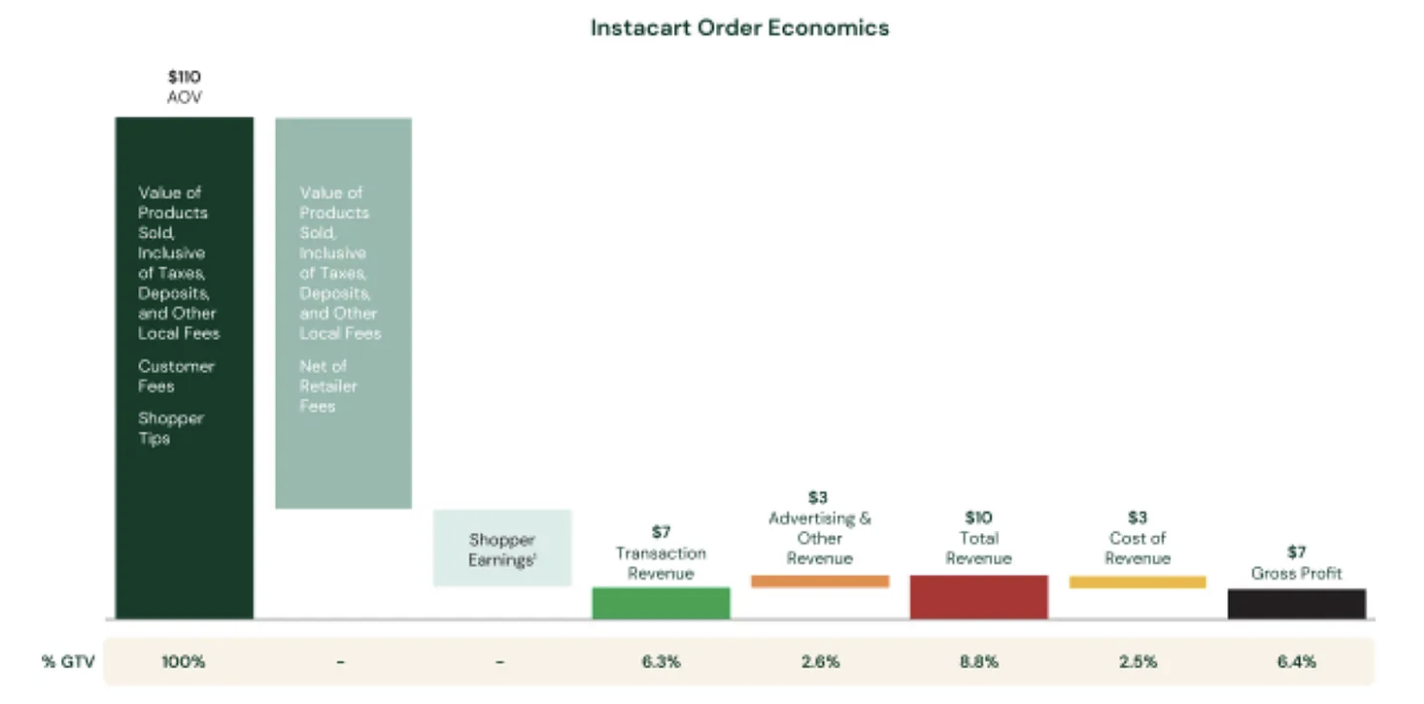 Instacart Order Economics
$110
AOV
Value of
Products
Sold,
Inclusive
of Taxes,
Deposits,
and Other
Local Fees
Customer
Fees
Shopper
Tips
Value of
Products
Sold,
Inclusive
of Taxes,
Deposits,
and Other
Local Fees
Net of
Retailer
Fees
Shopper
Earnings¹
$7
Transaction
Revenue
$3
Advertising &
Other
Revenue
$10
Total
Revenue
$3
Cost of
Revenue
$7
Gross Profit
% GTV 100% – – 6.3% 2.6% 8.8% 2.5% 6.4%